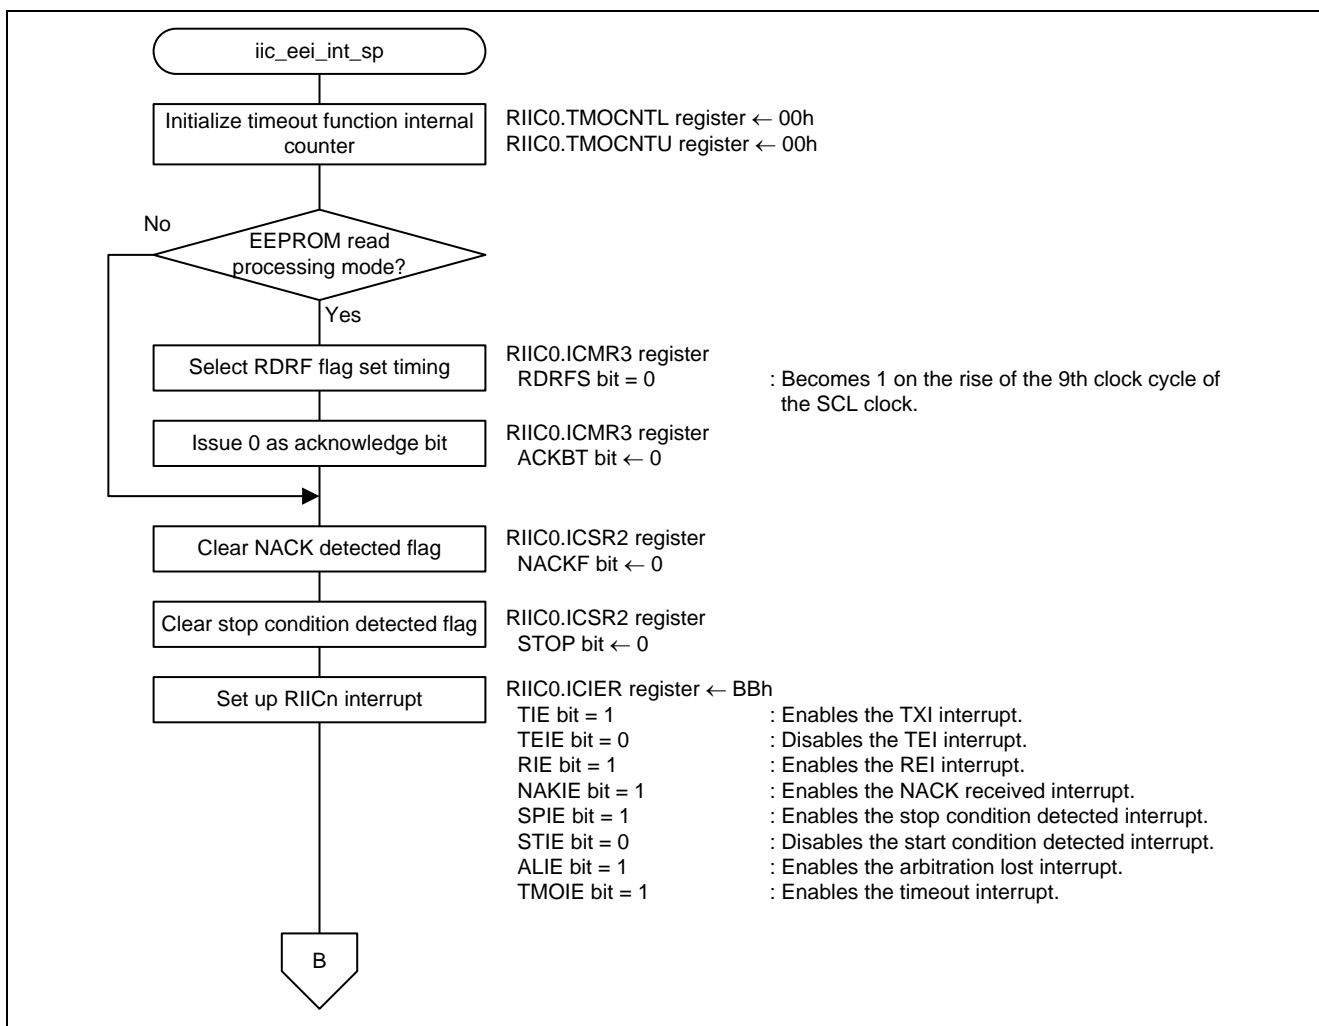 iic_eei_int_sp
Initialize timeout function internal
counter
RIIC0.TMOCNTL register ← 00h
RIIC0.TMOCNTU register ← 00h
No
EEPROM read
processing mode?
Yes
Select RDRF flag set timing
RIIC0.ICMR3 register
RDRFS bit = 0 : Becomes 1 on the rise of the 9th clock cycle of
the SCL clock.
Issue 0 as acknowledge bit
RIIC0.ICMR3 register
ACKBT bit ← 0
Clear NACK detected flag
RIIC0.ICSR2 register
NACKF bit ← 0
Clear stop condition detected flag
RIIC0.ICSR2 register
STOP bit ← 0
Set up RIICn interrupt
RIIC0.ICIER register ← BBh
TIE bit = 1 : Enables the TXI interrupt.
TEIE bit = 0 : Disables the TEI interrupt.
RIE bit = 1 : Enables the REI interrupt.
NAKIE bit = 1 : Enables the NACK received interrupt.
SPIE bit = 1 : Enables the stop condition detected interrupt.
STIE bit = 0 : Disables the start condition detected interrupt.
ALIE bit = 1 : Enables the arbitration lost interrupt.
TMOIE bit = 1 : Enables the timeout interrupt.
B